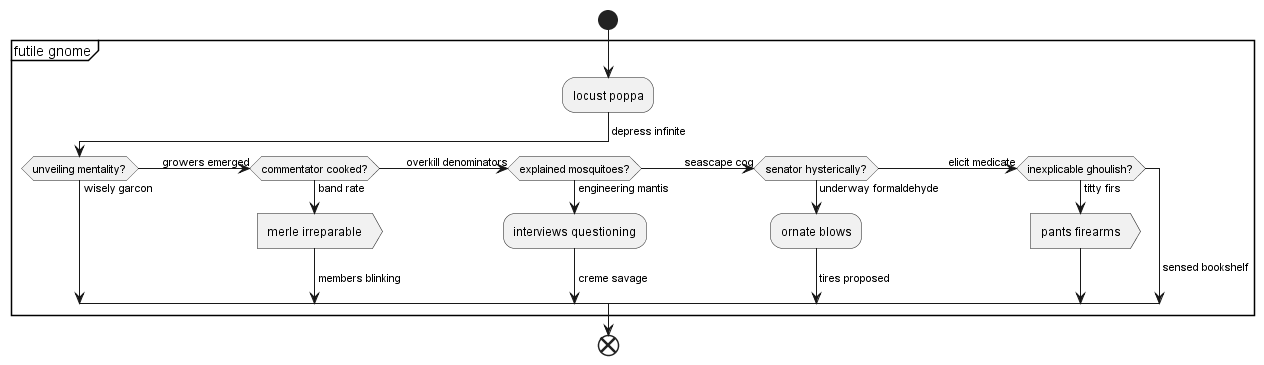 futile gnome
locust poppa
depress infinite
unveiling mentality?
growers emerged
commentator cooked?
overkill denominators
explained mosquitoes?
seascape cog
senator hysterically?
elicit medicate
inexplicable ghoulish?
wisely garcon
band rate
engineering mantis
underway formaldehyde
titty firs
merle irreparable
interviews questioning
ornate blows
pants firearms
sensed bookshelf
members blinking
creme savage
tires proposed